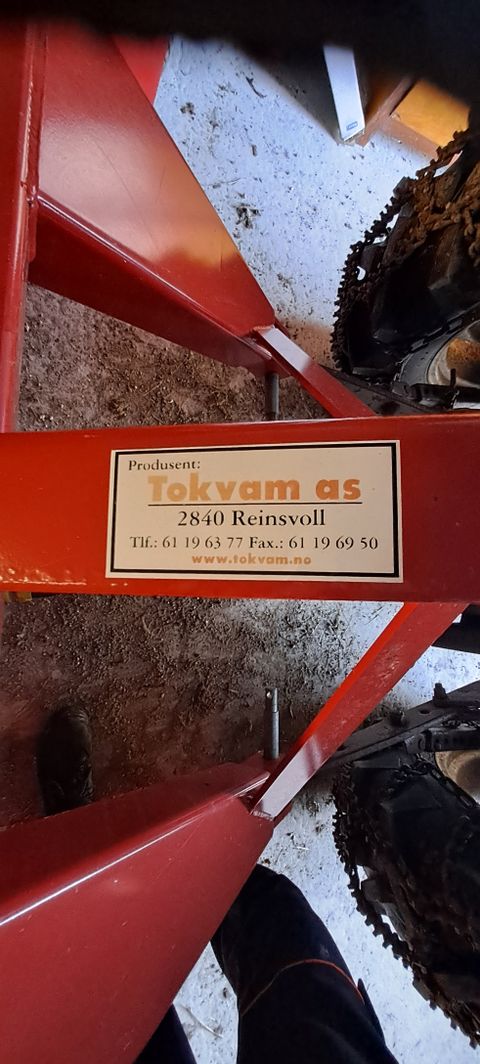 Produsent:
Tokvam as
2840 Reinsvoll
Tlf.: 61 19 63 77 Fax.: 61 19 69 50
www.tokvam.no